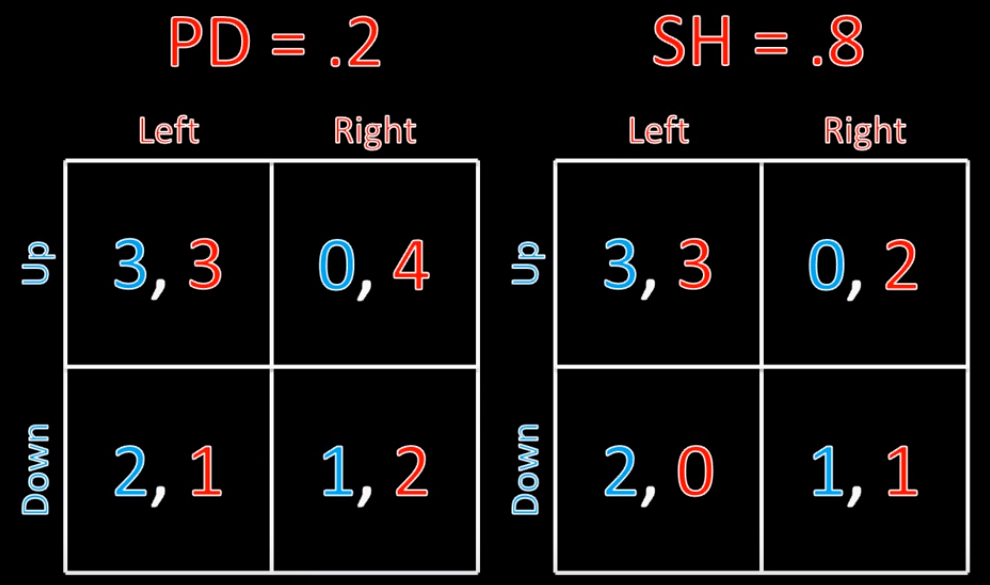 PD = .2 SH = .8
Left Right Left Right
Up 3, 3 0, 4 Up 3, 3 0, 2
Down 2, 1 1, 2 Down 2, 0 1, 1